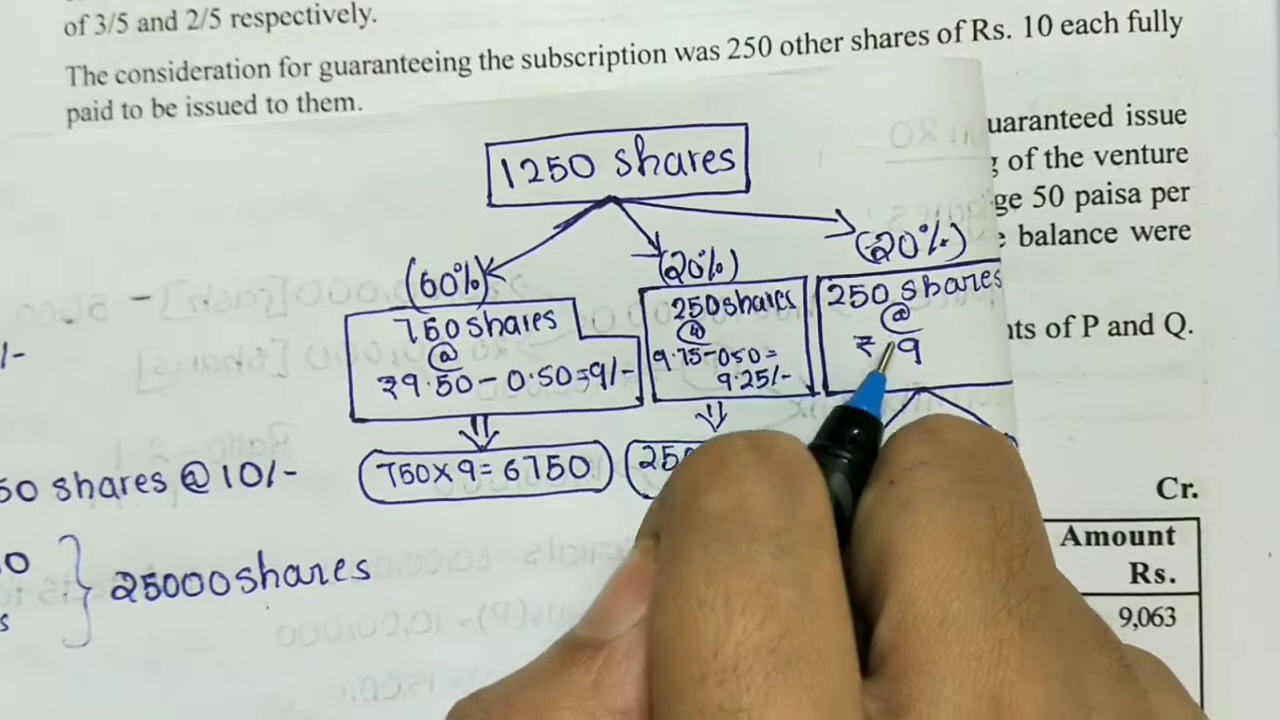 of 3/5 and 2/5 respectively.
The consideration for guaranteeing the subscription was 250 other shares of Rs. 10 each fully
paid to be issued to them.
uaranteed issue
g of the venture
ge 50 paisa per
e balance were
nts of P and Q.
1250 shares
(60%)
(20%)
(20%)
750 shares
@
₹9.50-0.50=9/-
250 shares
@
9.75-050=
9.25/-
250 shares
@
₹ 9
750×9=6750
250
/-
50 shares @ 10/-
0
s
25000 shares
Cr.
Amount
Rs.
9,063